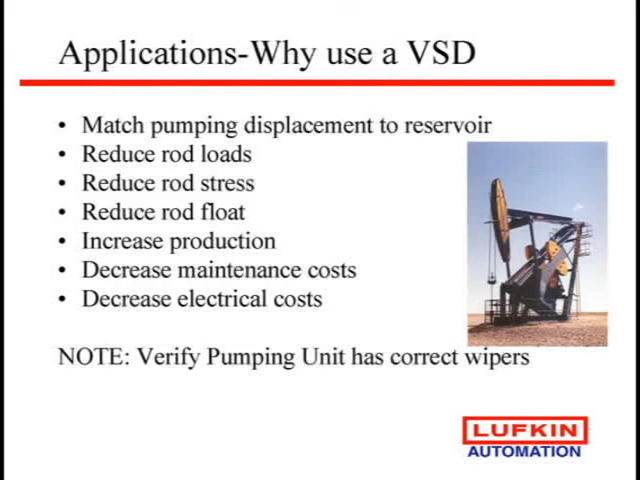 Applications-Why use a VSD
• Match pumping displacement to reservoir
• Reduce rod loads
• Reduce rod stress
• Reduce rod float
• Increase production
• Decrease maintenance costs
• Decrease electrical costs
NOTE: Verify Pumping Unit has correct wipers
LUFKIN
AUTOMATION